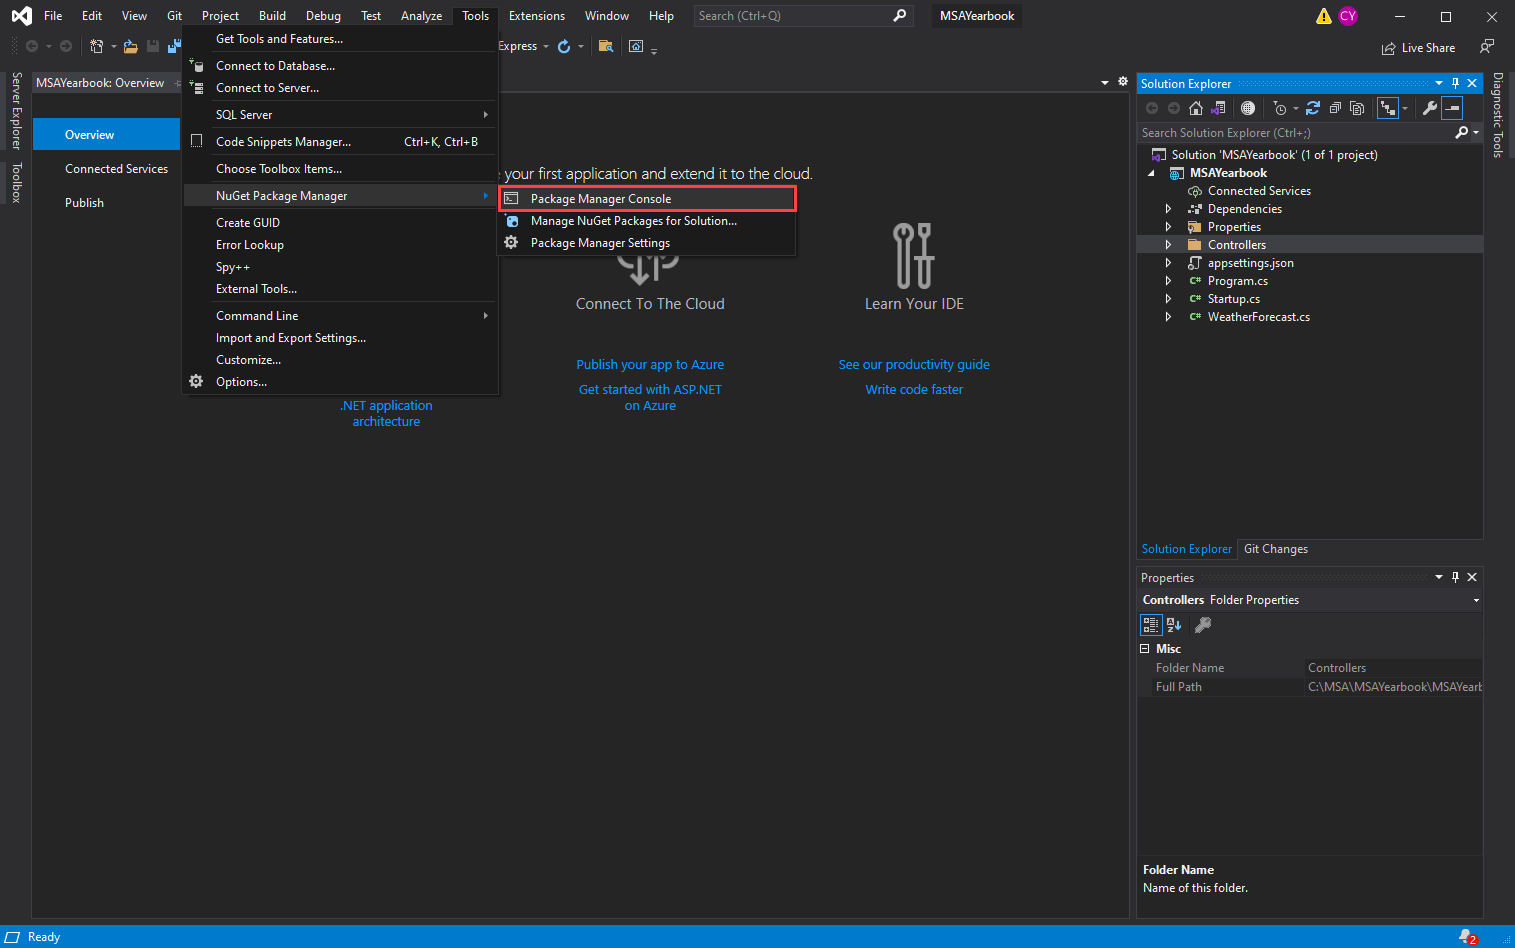 File Edit View Git Project Build Debug Test Analyze Tools Extensions Window Help Search (Ctrl+Q) MSAYearbook CY
Express Live Share
Get Tools and Features...
Connect to Database...
Connect to Server...
SQL Server
Code Snippets Manager... Ctrl+K, Ctrl+B
Choose Toolbox Items...
NuGet Package Manager
Create GUID
Error Lookup
Spy++
External Tools...
Command Line
Import and Export Settings...
Customize...
Options...
Package Manager Console
Manage NuGet Packages for Solution...
Package Manager Settings
Server Explorer
Toolbox
MSAYearbook: Overview
Overview
Connected Services
Publish
your first application and extend it to the cloud.
Connect To The Cloud
Learn Your IDE
Publish your app to Azure
See our productivity guide
Get started with ASP.NET
on Azure
Write code faster
.NET application
architecture
Solution Explorer
Search Solution Explorer (Ctrl+;)
Solution 'MSAYearbook' (1 of 1 project)
MSAYearbook
Connected Services
Dependencies
Properties
Controllers
appsettings.json
C# Program.cs
C# Startup.cs
C# WeatherForecast.cs
Solution Explorer Git Changes
Properties
Controllers Folder Properties
Misc
Folder Name Controllers
Full Path C:\MSA\MSAYearbook\MSAYearb
Folder Name
Name of this folder.
Diagnostic Tools
Ready
2